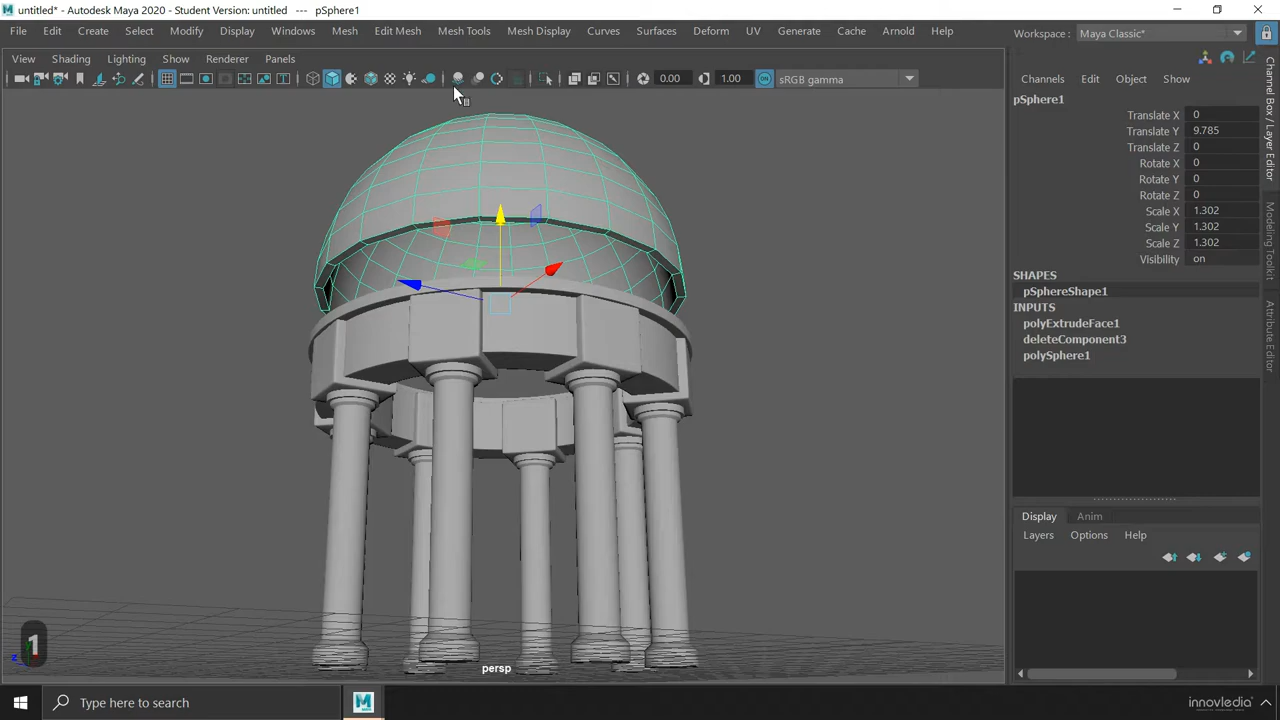 untitled* - Autodesk Maya 2020 - Student Version: untitled --- pSphere1
File Edit Create Select Modify Display Windows Mesh Edit Mesh Mesh Tools Mesh Display Curves Surfaces Deform UV Generate Cache Arnold Help
Workspace : Maya Classic*
View Shading Lighting Show Renderer Panels
0.00 1.00 ON sRGB gamma
Channels Edit Object Show
pSphere1
Translate X 0
Translate Y 9.785
Translate Z 0
Rotate X 0
Rotate Y 0
Rotate Z 0
Scale X 1.302
Scale Y 1.302
Scale Z 1.302
Visibility on
SHAPES
pSphereShape1
INPUTS
polyExtrudeFace1
deleteComponent3
polySphere1
Channel Box / Layer Editor
Modeling Toolkit
Attribute Editor
Display Anim
Layers Options Help
1
z
persp
Type here to search
innovledia